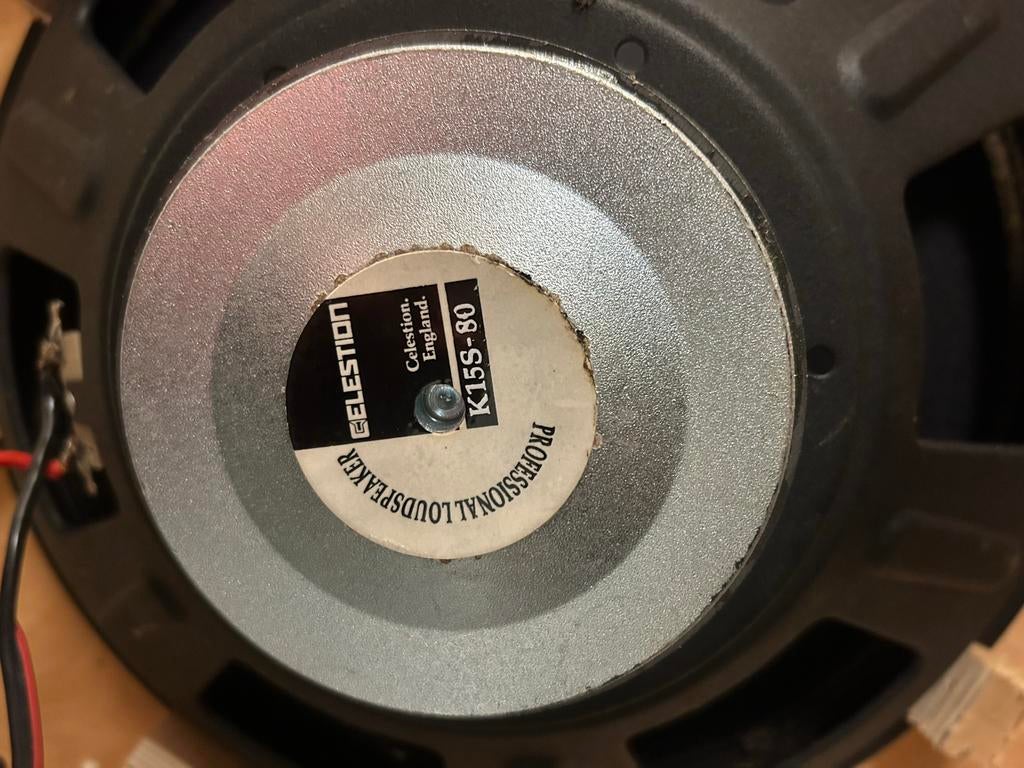 CELESTION
Celestion.
England.
K15S-80
PROFESSIONAL LOUDSPEAKER